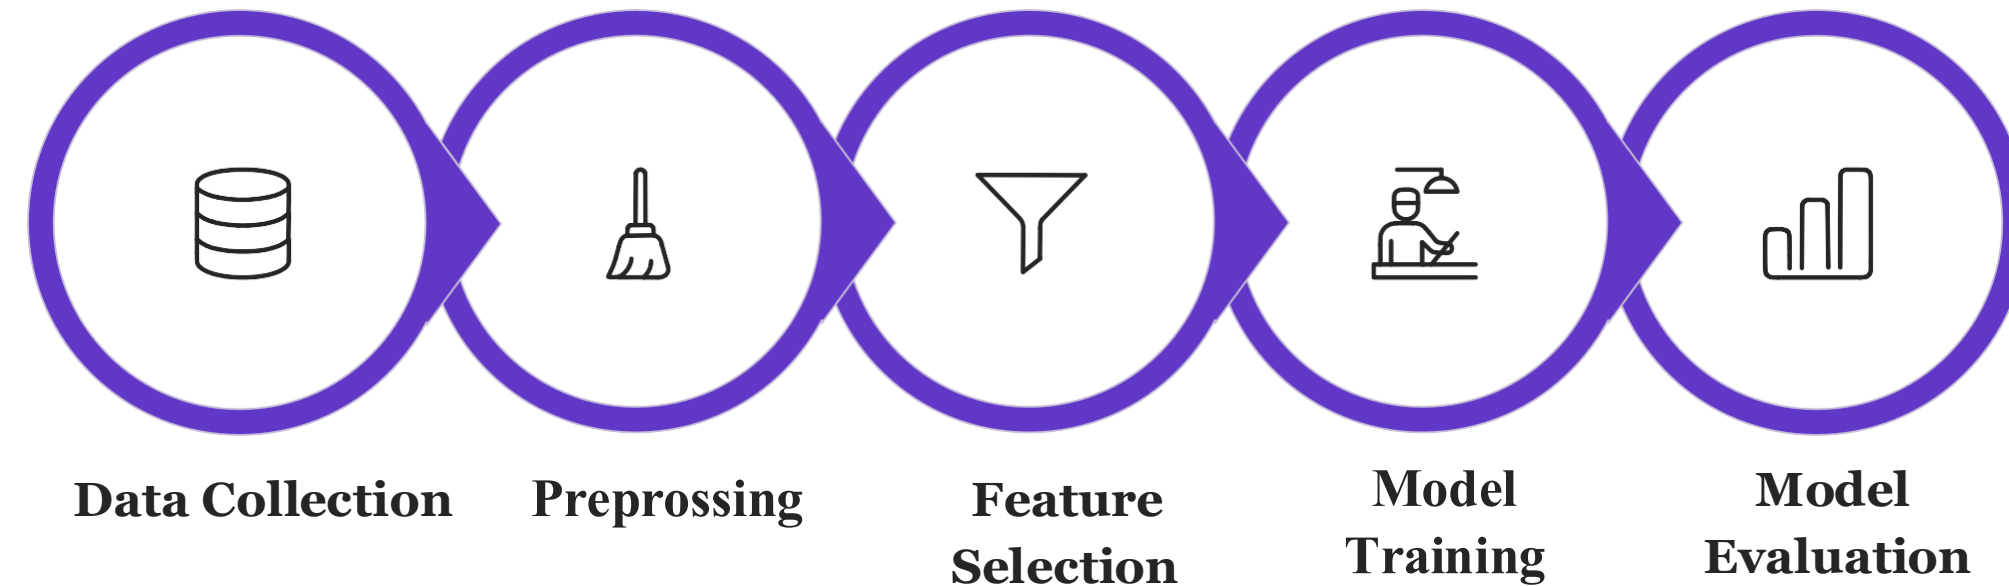 Data Collection
Preprossing
Feature
Selection
Model
Training
Model
Evaluation